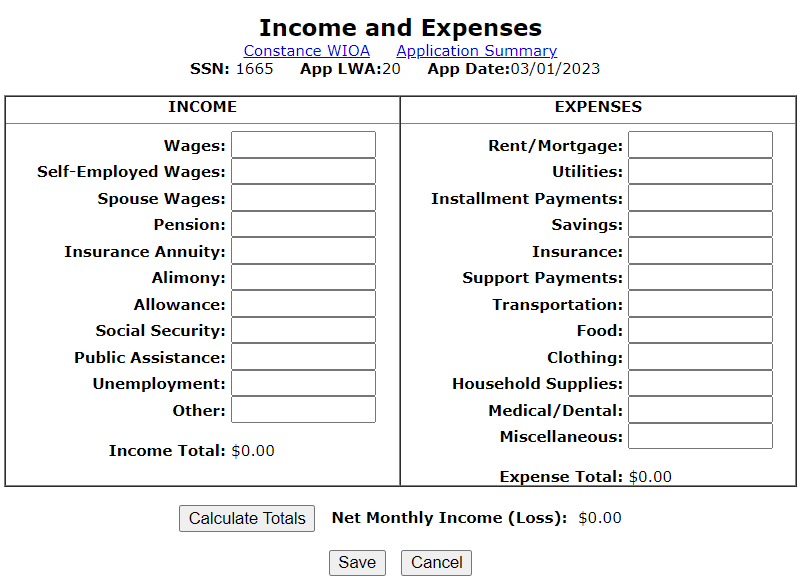 Income and Expenses
Constance WIOA Application Summary
SSN: 1665 App LWA:20 App Date:03/01/2023
INCOME
Wages:
Self-Employed Wages:
Spouse Wages:
Pension:
Insurance Annuity:
Alimony:
Allowance:
Social Security:
Public Assistance:
Unemployment:
Other:
Income Total: $0.00
EXPENSES
Rent/Mortgage:
Utilities:
Installment Payments:
Savings:
Insurance:
Support Payments:
Transportation:
Food:
Clothing:
Household Supplies:
Medical/Dental:
Miscellaneous:
Expense Total: $0.00
Calculate Totals Net Monthly Income (Loss): $0.00
Save Cancel